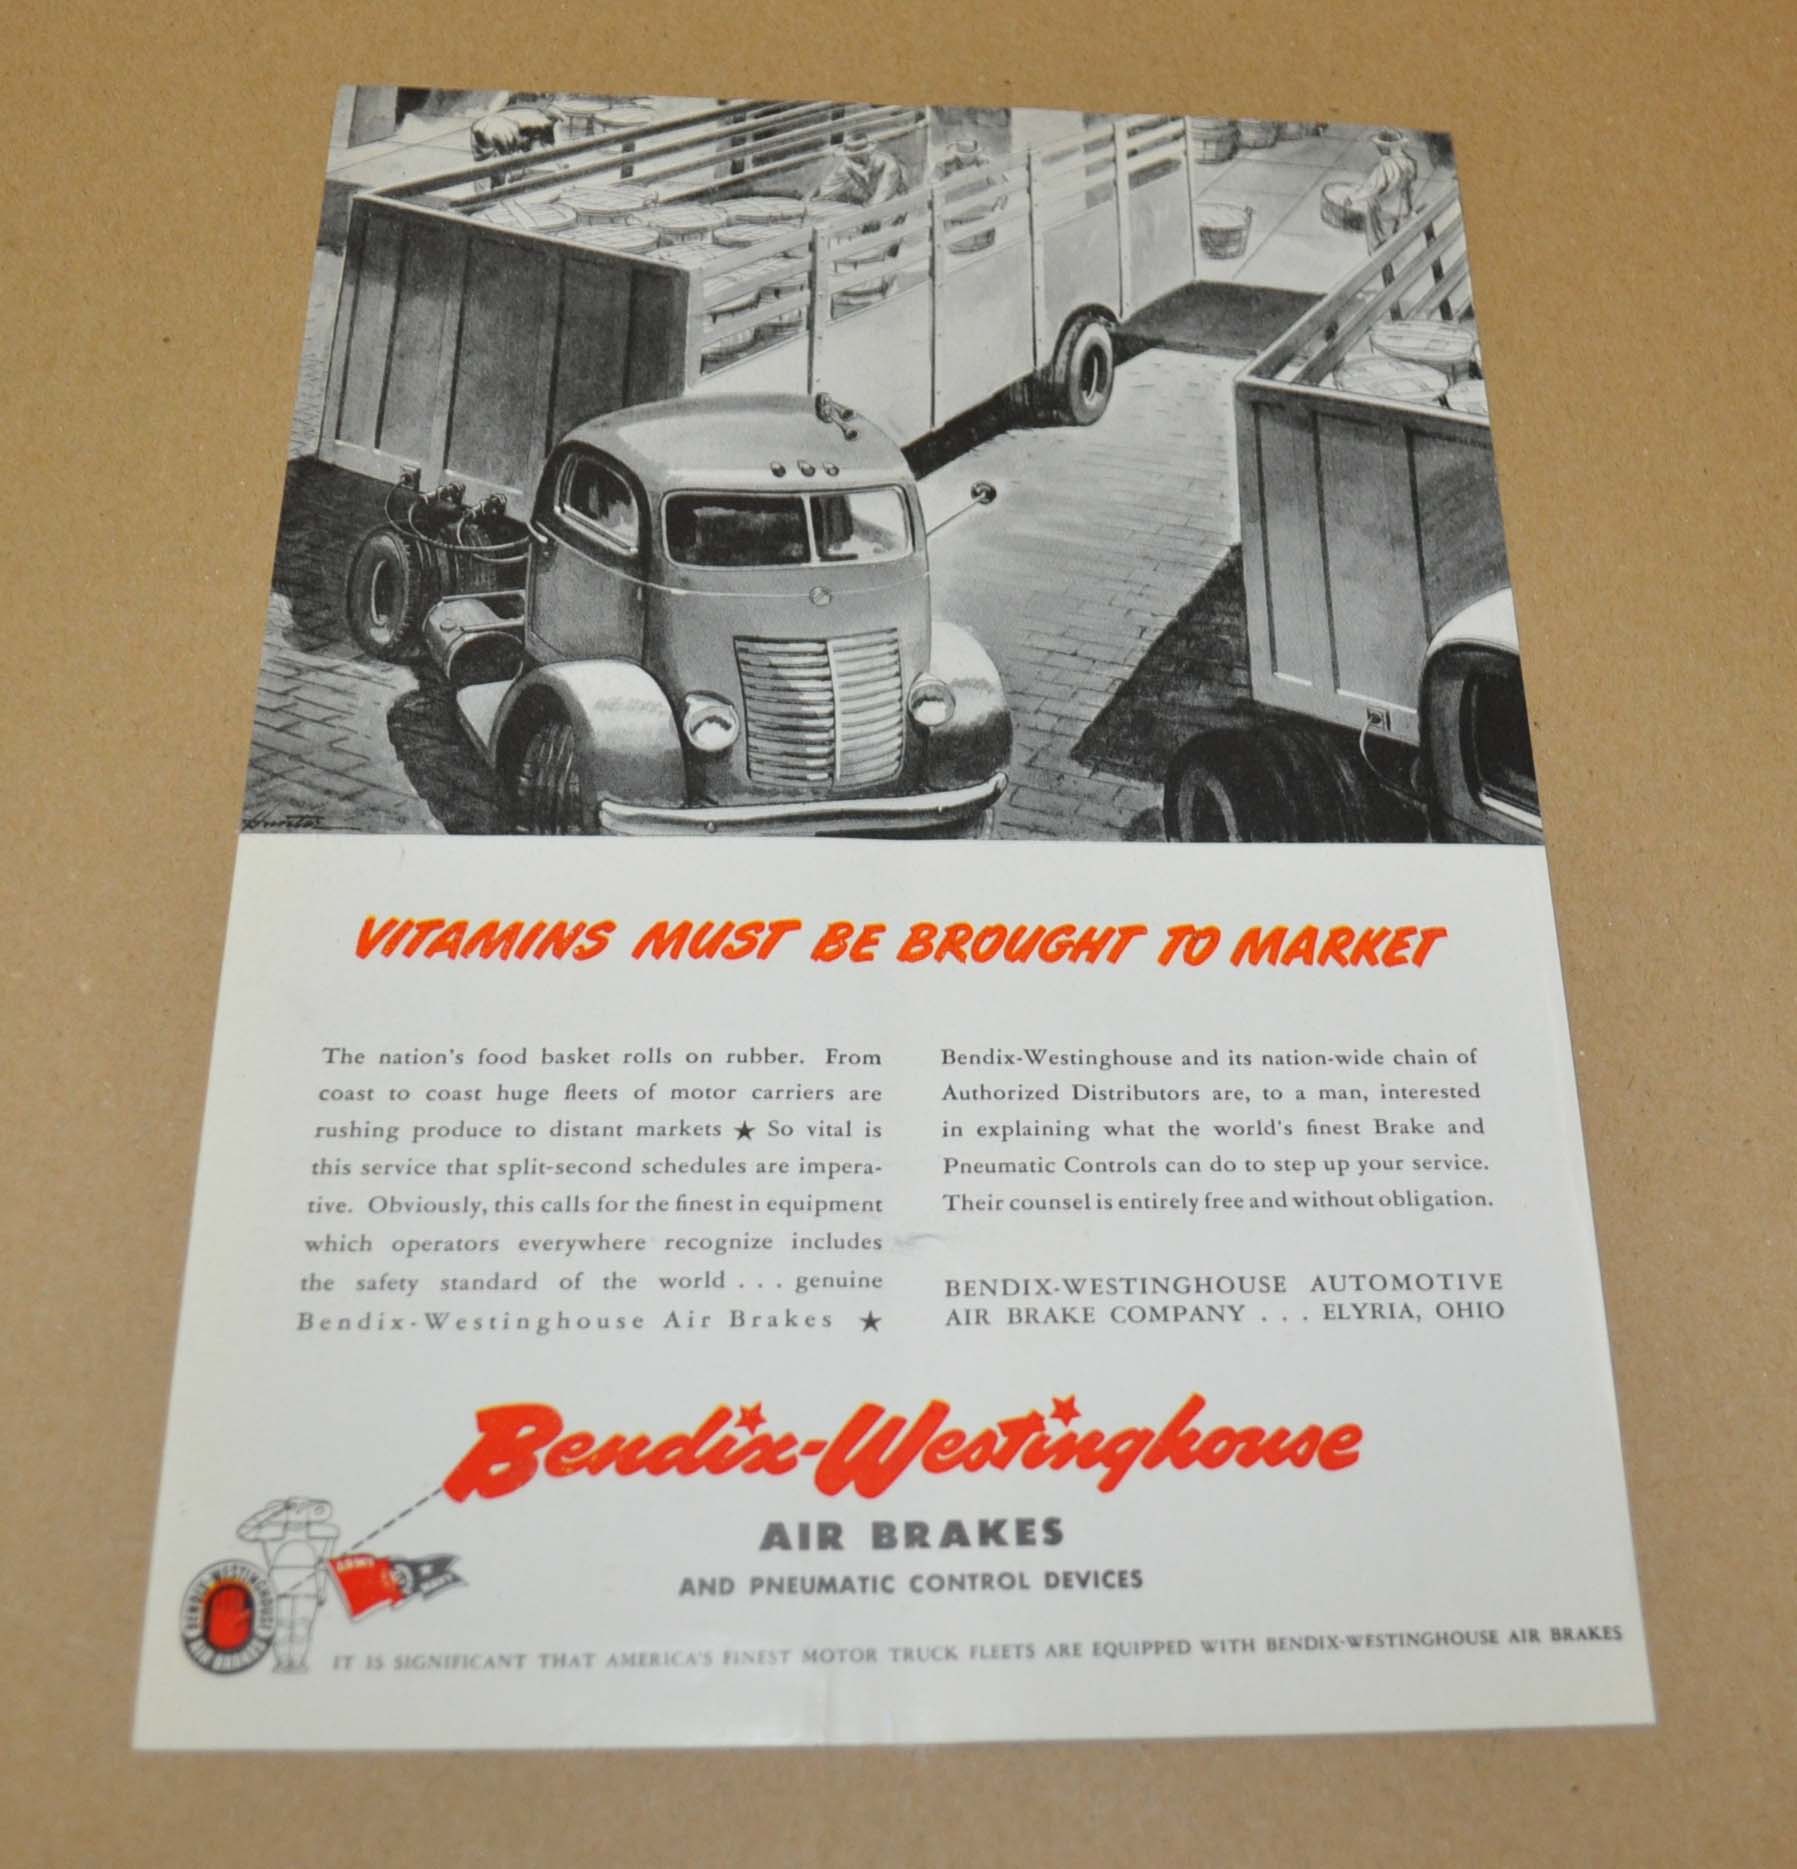 Hunter
VITAMINS MUST BE BROUGHT TO MARKET
The nation's food basket rolls on rubber. From
coast to coast huge fleets of motor carriers are
rushing produce to distant markets ★ So vital is
this service that split-second schedules are impera-
tive. Obviously, this calls for the finest in equipment
which operators everywhere recognize includes
the safety standard of the world . . . genuine
Bendix-Westinghouse Air Brakes ★
Bendix-Westinghouse and its nation-wide chain of
Authorized Distributors are, to a man, interested
in explaining what the world's finest Brake and
Pneumatic Controls can do to step up your service.
Their counsel is entirely free and without obligation.
BENDIX-WESTINGHOUSE AUTOMOTIVE
AIR BRAKE COMPANY . . . ELYRIA, OHIO
Bendix-Westinghouse
AIR BRAKES
AND PNEUMATIC CONTROL DEVICES
ARMY
BENDIX-WESTINGHOUSE
AIR BRAKES
IT IS SIGNIFICANT THAT AMERICA'S FINEST MOTOR TRUCK FLEETS ARE EQUIPPED WITH BENDIX-WESTINGHOUSE AIR BRAKES